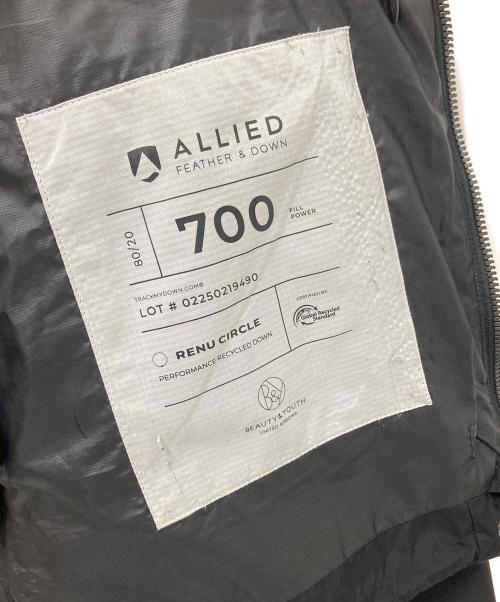 ALLIED
FEATHER & DOWN
80/20
700
FILL
POWER
TRACKMYDOWN.COM®
LOT # 02250219490
RENU CIRCLE
PERFORMANCE RECYCLED DOWN
CERTIFIED BY:
Global Recycled
Standard
B&Y
BEAUTY&YOUTH
UNITED ARROWS